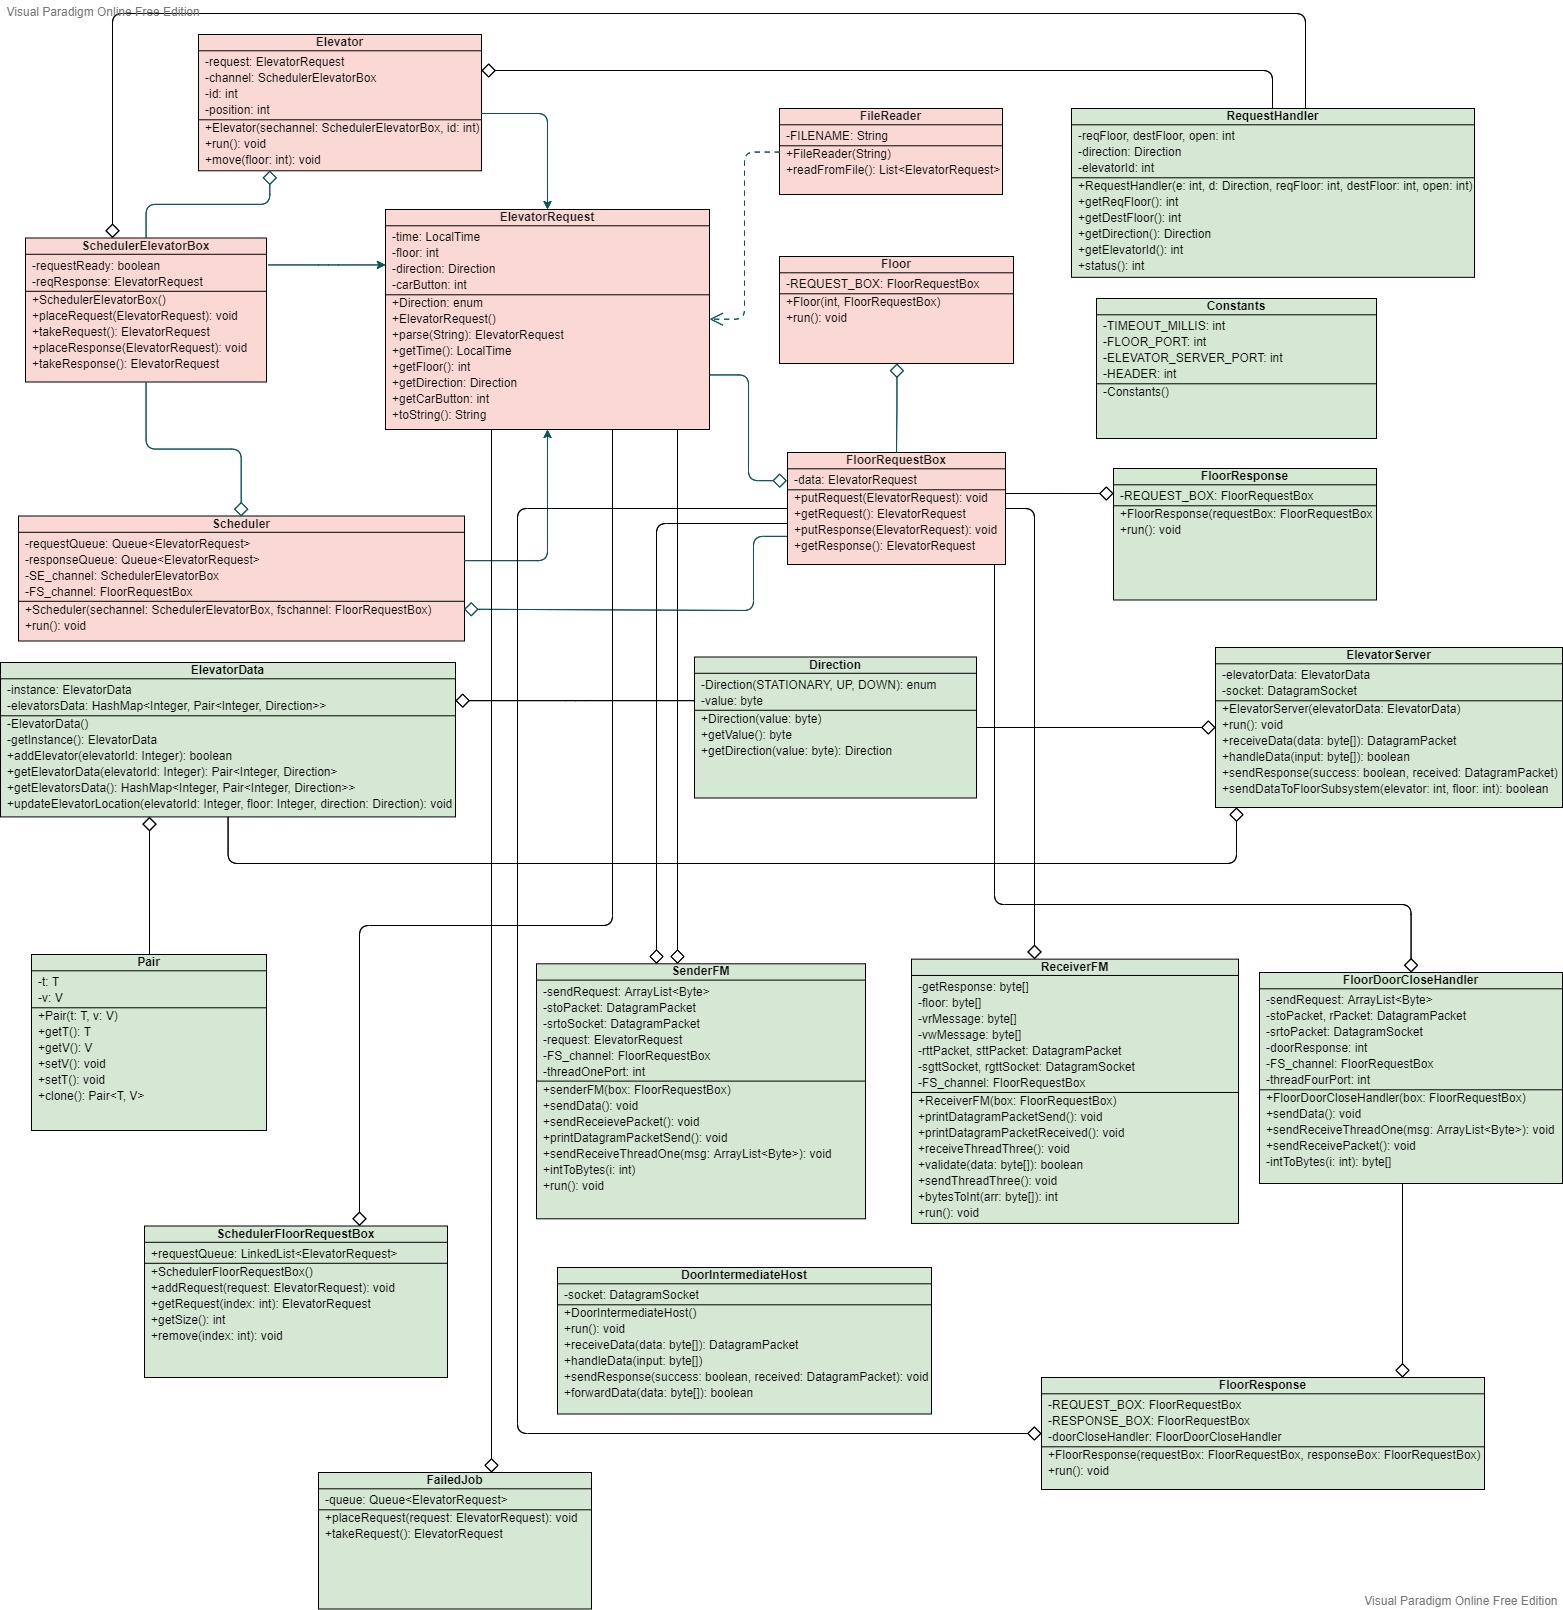 Visual Paradigm Online Free Edition
Elevator
-request: ElevatorRequest
-channel: SchedulerElevatorBox
-id: int
-position: int
+Elevator(sechannel: SchedulerElevatorBox, id: int)
+run(): void
+move(floor: int): void
FileReader
-FILENAME: String
+FileReader(String)
+readFromFile(): List<ElevatorRequest>
RequestHandler
-reqFloor, destFloor, open: int
-direction: Direction
-elevatorId: int
+RequestHandler(e: int, d: Direction, reqFloor: int, destFloor: int, open: int)
+getReqFloor(): int
+getDestFloor(): int
+getDirection(): Direction
+getElevatorId(): int
+status(): int
SchedulerElevatorBox
-requestReady: boolean
-reqResponse: ElevatorRequest
+SchedulerElevatorBox()
+placeRequest(ElevatorRequest): void
+takeRequest(): ElevatorRequest
+placeResponse(ElevatorRequest): void
+takeResponse(): ElevatorRequest
ElevatorRequest
-time: LocalTime
-floor: int
-direction: Direction
-carButton: int
+Direction: enum
+ElevatorRequest()
+parse(String): ElevatorRequest
+getTime(): LocalTime
+getFloor(): int
+getDirection: Direction
+getCarButton: int
+toString(): String
Floor
-REQUEST_BOX: FloorRequestBox
+Floor(int, FloorRequestBox)
+run(): void
Constants
-TIMEOUT_MILLIS: int
-FLOOR_PORT: int
-ELEVATOR_SERVER_PORT: int
-HEADER: int
+Constants()
FloorRequestBox
-data: ElevatorRequest
+putRequest(ElevatorRequest): void
+getRequest(): ElevatorRequest
+putResponse(ElevatorRequest): void
+getResponse(): ElevatorRequest
FloorResponse
-REQUEST_BOX: FloorRequestBox
+FloorResponse(requestBox: FloorRequestBox
+run(): void
Scheduler
-requestQueue: Queue<ElevatorRequest>
-responseQueue: Queue<ElevatorRequest>
-SE_channel: SchedulerElevatorBox
-FS_channel: FloorRequestBox
+Scheduler(sechannel: SchedulerElevatorBox, fschannel: FloorRequestBox)
+run(): void
ElevatorData
-instance: ElevatorData
-elevatorsData: HashMap<Integer, Pair<Integer, Direction>>
-ElevatorData()
-getInstance(): ElevatorData
+addElevator(elevatorId: Integer): boolean
+getElevatorData(elevatorId: Integer): Pair<Integer, Direction>
+getElevatorsData(): HashMap<Integer, Pair<Integer, Direction>>
+updateElevatorLocation(elevatorId: Integer, floor: Integer, direction: Direction): void
Direction
-Direction(STATIONARY, UP, DOWN): enum
-value: byte
+Direction(value: byte)
+getValue(): byte
+getDirection(value: byte): Direction
ElevatorServer
-elevatorData: ElevatorData
-socket: DatagramSocket
+ElevatorServer(elevatorData: ElevatorData)
+run(): void
+receiveData(data: byte[]): DatagramPacket
+handleData(input: byte[]): boolean
+sendResponse(success: boolean, received: DatagramPacket)
+sendDataToFloorSubsystem(elevator: int, floor: int): boolean
Pair
-t: T
-v: V
+Pair(t: T, v: V)
+getT(): T
+getV(): V
+setV(): void
+setT(): void
+clone(): Pair<T, V>
SenderFM
-sendRequest: ArrayList<Byte>
-stoPacket: DatagramPacket
-srtoSocket: DatagramPacket
-request: ElevatorRequest
-FS_channel: FloorRequestBox
-threadOnePort: int
+senderFM(box: FloorRequestBox)
+sendData(): void
+sendReceievePacket(): void
+printDatagramPacketSend(): void
+sendReceiveThreadOne(msg: ArrayList<Byte>): void
+intToBytes(i: int)
+run(): void
ReceiverFM
-getResponse: byte[]
-floor: byte[]
-vrMessage: byte[]
-vwMessage: byte[]
-rttPacket, sttPacket: DatagramPacket
-sgttSocket, rgttSocket: DatagramSocket
-FS_channel: FloorRequestBox
+ReceiverFM(box: FloorRequestBox)
+printDatagramPacketSend(): void
+printDatagramPacketReceived(): void
+receiveThreadThree(): void
+validate(data: byte[]): boolean
+sendThreadThree(): void
+bytesToInt(arr: byte[]): int
+run(): void
FloorDoorCloseHandler
-sendRequest: ArrayList<Byte>
-stoPacket, rPacket: DatagramPacket
-srtoPacket: DatagramSocket
-doorResponse: int
-FS_channel: FloorRequestBox
-threadFourPort: int
+FloorDoorCloseHandler(box: FloorRequestBox)
+sendData(): void
+sendReceiveThreadOne(msg: ArrayList<Byte>): void
+sendReceivePacket(): void
-intToBytes(i: int): byte[]
SchedulerFloorRequestBox
+requestQueue: LinkedList<ElevatorRequest>
+SchedulerFloorRequestBox()
+addRequest(request: ElevatorRequest): void
+getRequest(index: int): ElevatorRequest
+getSize(): int
+remove(index: int): void
DoorIntermediateHost
-socket: DatagramSocket
+DoorIntermediateHost()
+run(): void
+receiveData(data: byte[]): DatagramPacket
+handleData(input: byte[])
+sendResponse(success: boolean, received: DatagramPacket): void
+forwardData(data: byte[]): boolean
FloorResponse
-REQUEST_BOX: FloorRequestBox
-RESPONSE_BOX: FloorRequestBox
-doorCloseHandler: FloorDoorCloseHandler
+FloorResponse(requestBox: FloorRequestBox, responseBox: FloorRequestBox)
+run(): void
FailedJob
-queue: Queue<ElevatorRequest>
+placeRequest(request: ElevatorRequest): void
+takeRequest(): ElevatorRequest
Visual Paradigm Online Free Edition